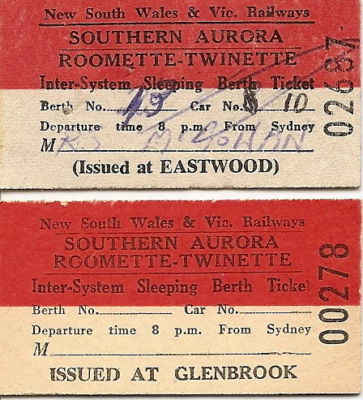 New South Wales & Vic. Railways
SOUTHERN AURORA
ROOMETTE-TWINETTE
Inter-System Sleeping Berth Ticket
Berth No. Car No. 10
Departure time 8 p.m. From Sydney
M
(Issued at EASTWOOD)
02687
New South Wales & Vic. Railways
SOUTHERN AURORA
ROOMETTE-TWINETTE
Inter-System Sleeping Berth Ticket
Berth No. Car No.
Departure time 8 p.m. From Sydney
M
ISSUED AT GLENBROOK
00278